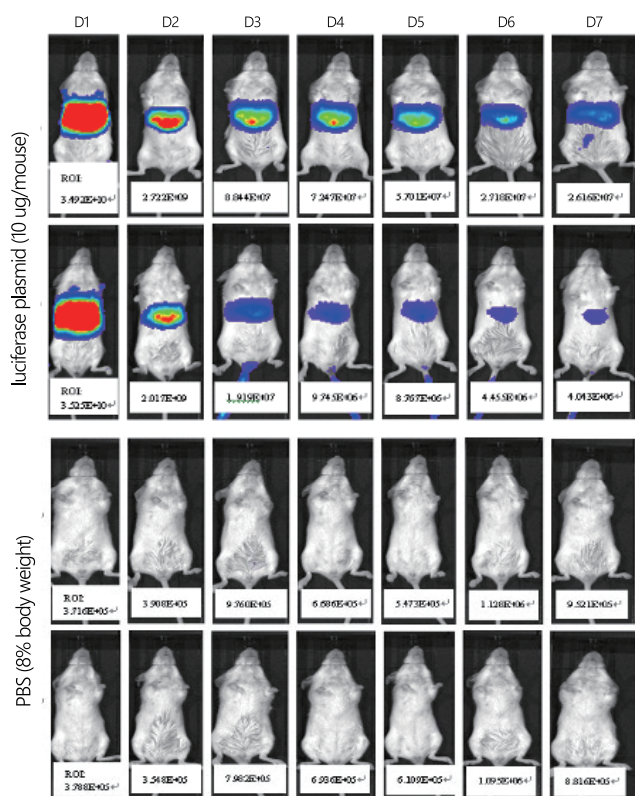 D1 D2 D3 D4 D5 D6 D7
luciferase plasmid (10 ug/mouse)
ROI:
3.492E+10↵ 2.722E+09 8.844E+07 7.247E+07↵ 5.701E+07↵ 2.718E+07↵ 2.616E+07↵
ROI:
3.525E+10↵ 2.017E+09 1.919E+07 9.745E+06↵ 8.767E+06↵ 4.455E+06↵ 4.043E+06↵
PBS (8% body weight)
ROI:
3.716E+05↵ 3.908E+05 9.760E+05 6.686E+05↵ 5.473E+05↵ 1.128E+06↵ 9.521E+05↵
ROI:
3.788E+05↵ 3.548E+05 7.982E+05 6.936E+05↵ 6.109E+05↵ 1.095E+06↵ 8.816E+05↵